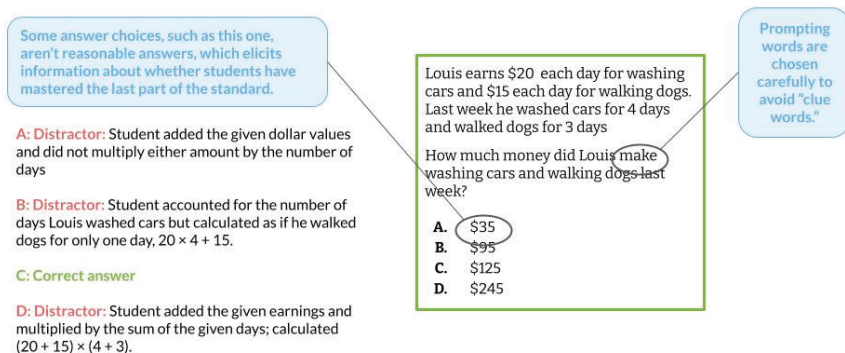 Some answer choices, such as this one,
aren't reasonable answers, which elicits
information about whether students have
mastered the last part of the standard.
A: Distractor: Student added the given dollar values
and did not multiply either amount by the number of
days
B: Distractor: Student accounted for the number of
days Louis washed cars but calculated as if he walked
dogs for only one day, 20 × 4 + 15.
C: Correct answer
D: Distractor: Student added the given earnings and
multiplied by the sum of the given days; calculated
(20 + 15) × (4 + 3).
Louis earns $20 each day for washing
cars and $15 each day for walking dogs.
Last week he washed cars for 4 days
and walked dogs for 3 days
How much money did Louis make
washing cars and walking dogs last
week?
A. $35
B. $95
C. $125
D. $245
Prompting
words are
chosen
carefully to
avoid "clue
words."